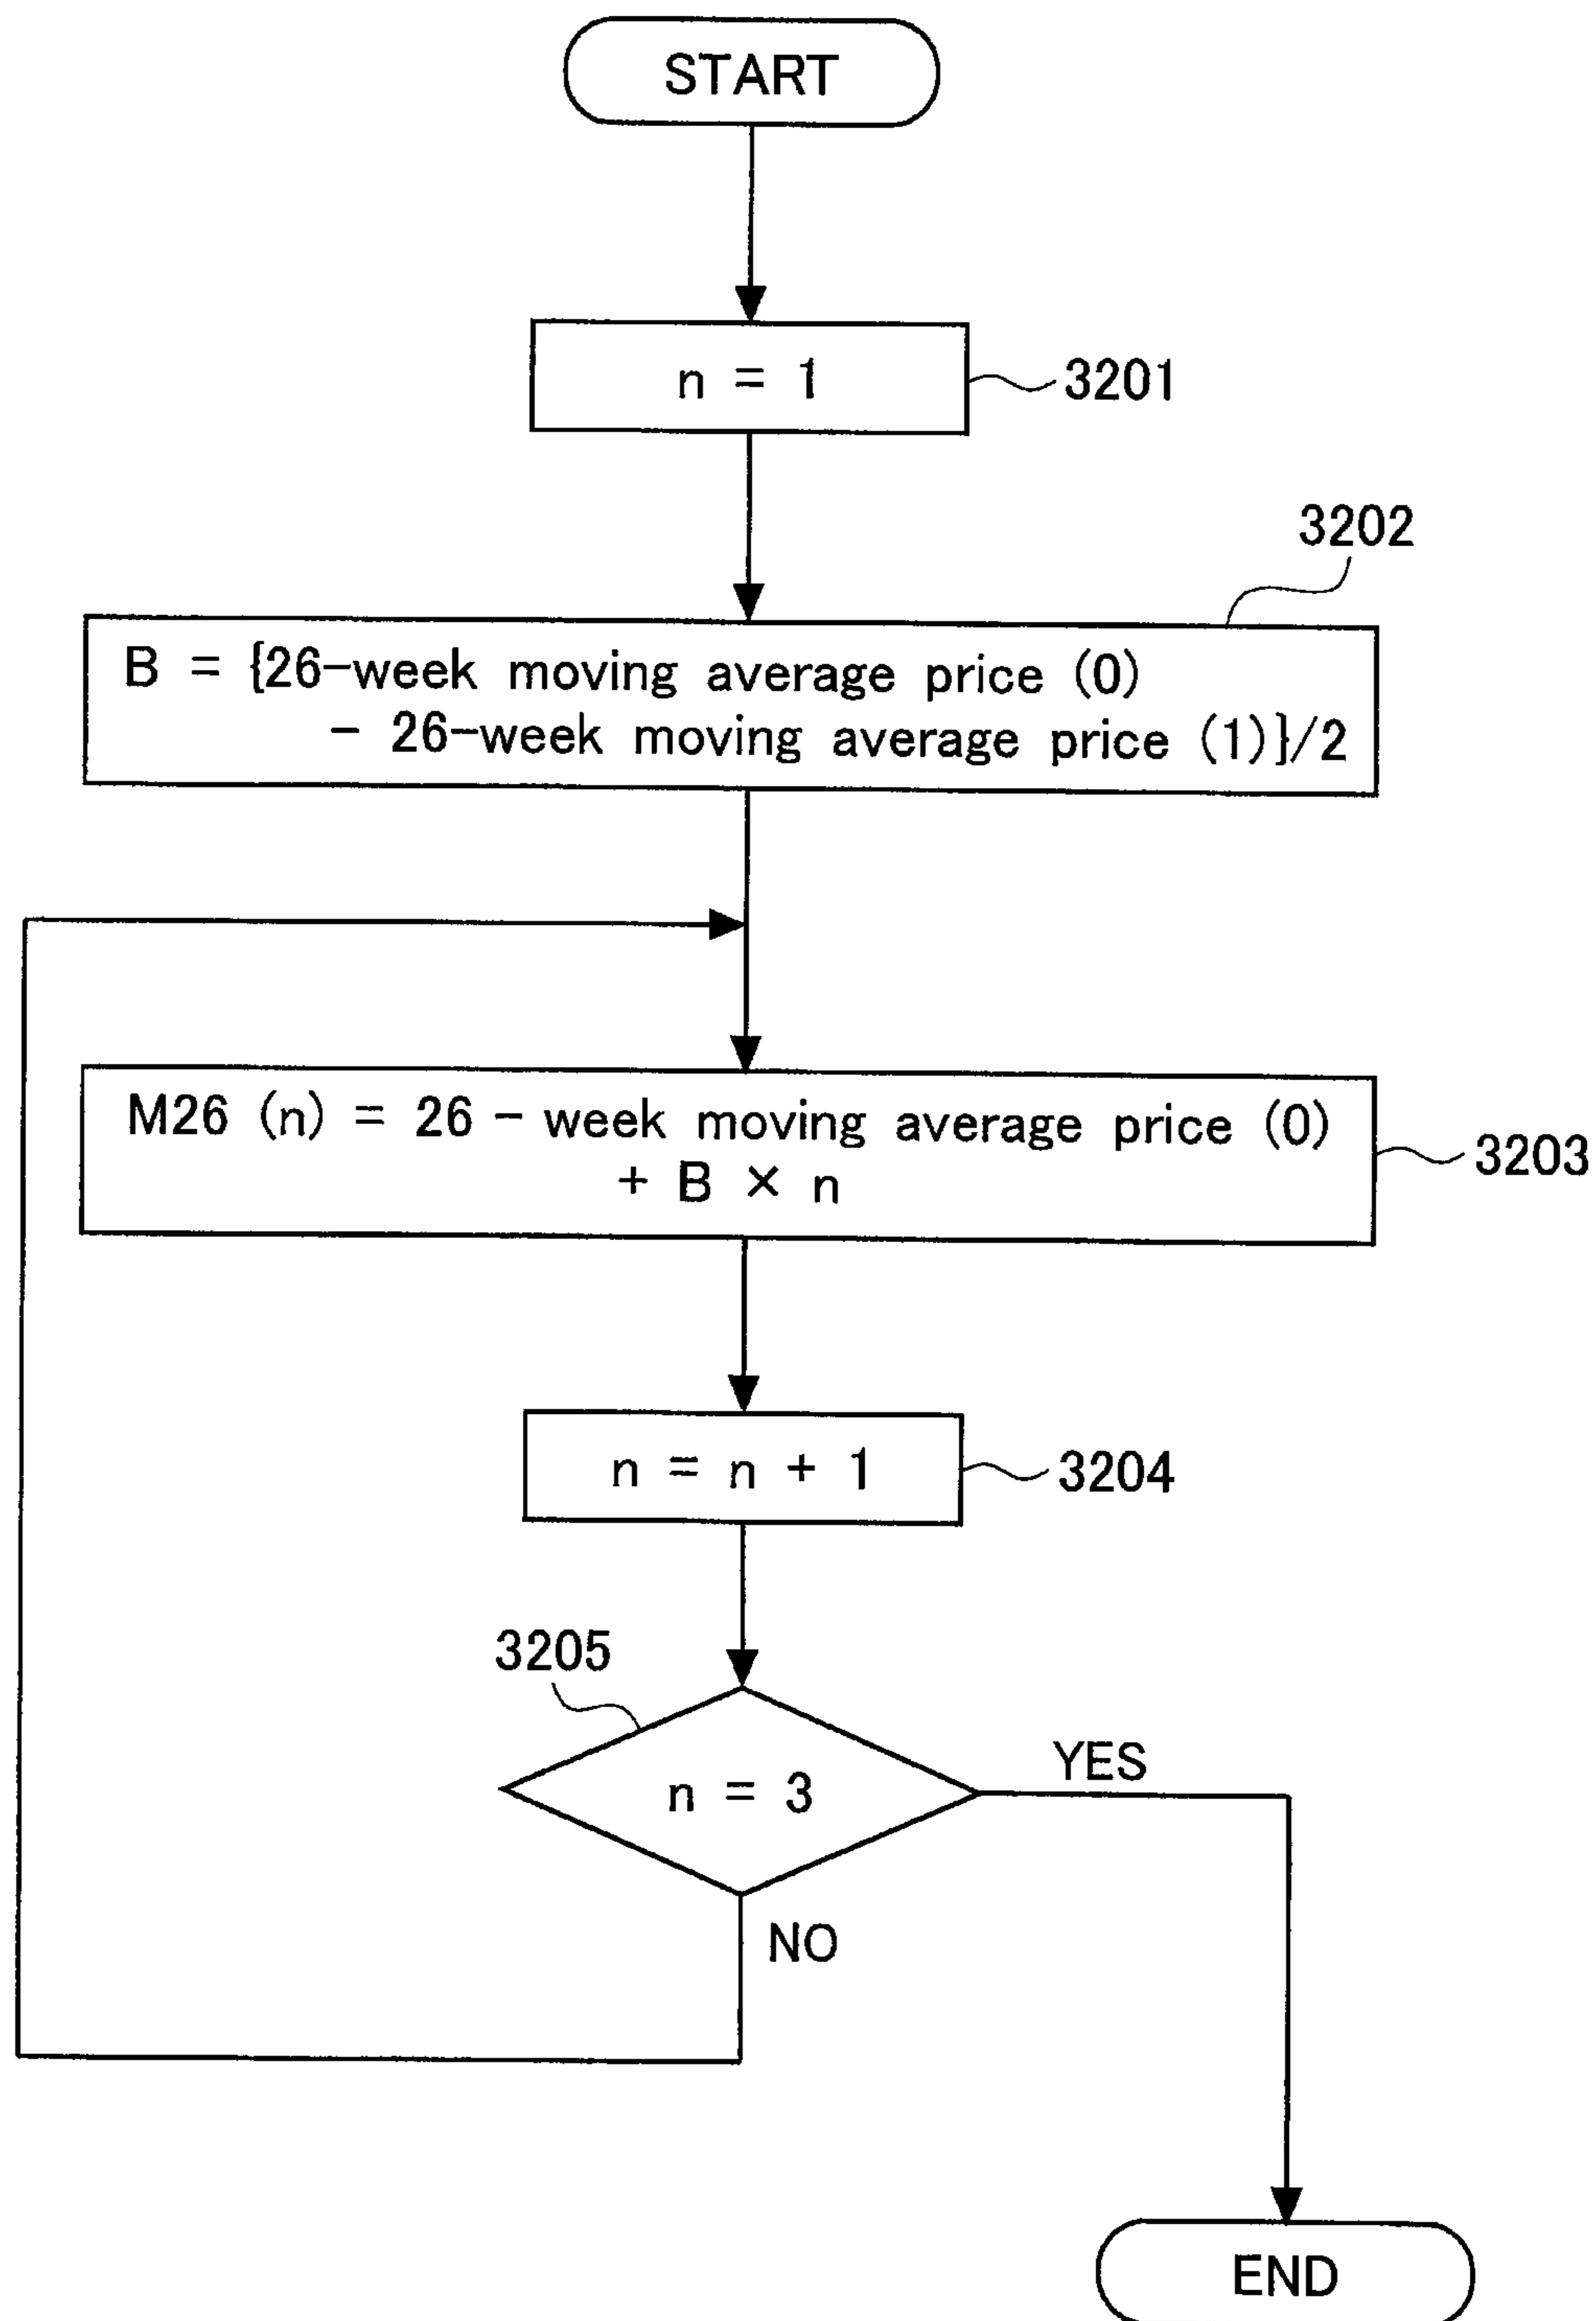 START
n = 1
3201
3202
B = {26-week moving average price (0)
- 26-week moving average price (1)}/2
M26 (n) = 26 - week moving average price (0)
+ B × n
3203
n = n + 1
3204
3205
n = 3
YES
NO
END